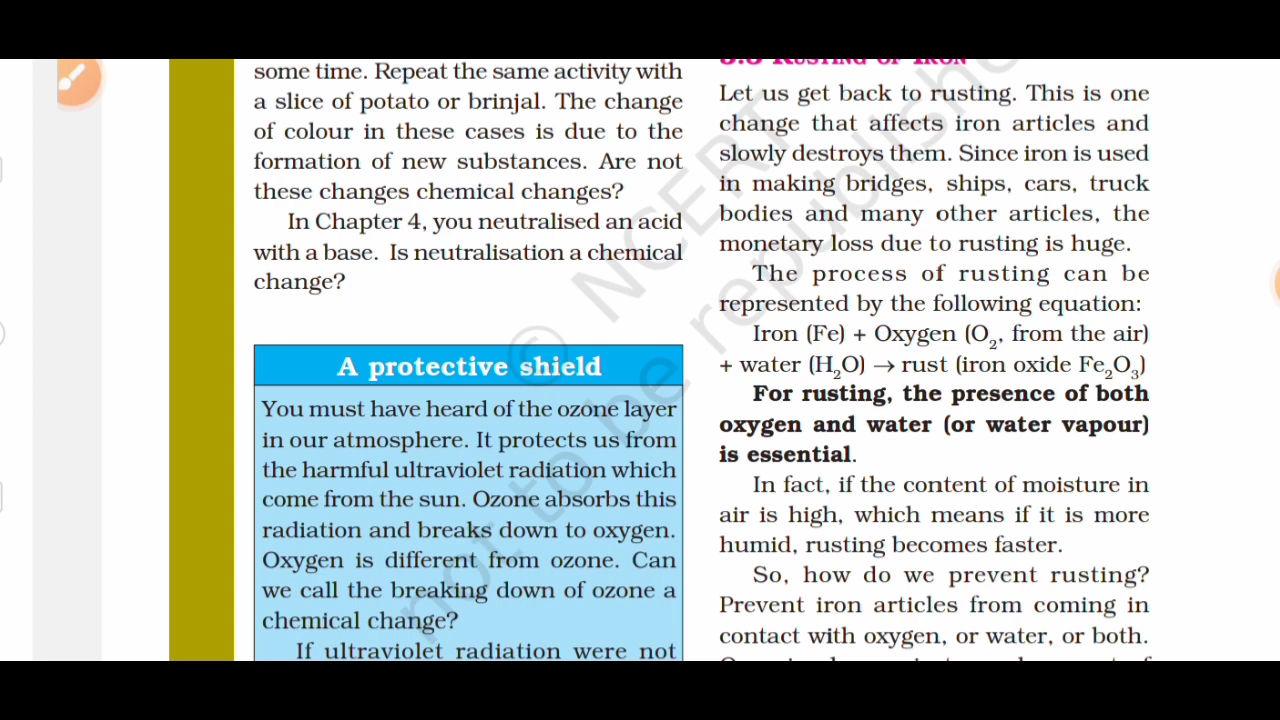 some time. Repeat the same activity with
a slice of potato or brinjal. The change
of colour in these cases is due to the
formation of new substances. Are not
these changes chemical changes?
In Chapter 4, you neutralised an acid
with a base. Is neutralisation a chemical
change?
A protective shield
You must have heard of the ozone layer
in our atmosphere. It protects us from
the harmful ultraviolet radiation which
come from the sun. Ozone absorbs this
radiation and breaks down to oxygen.
Oxygen is different from ozone. Can
we call the breaking down of ozone a
chemical change?
If ultraviolet radiation were not
RUSTING OF IRON
Let us get back to rusting. This is one
change that affects iron articles and
slowly destroys them. Since iron is used
in making bridges, ships, cars, truck
bodies and many other articles, the
monetary loss due to rusting is huge.
The process of rusting can be
represented by the following equation:
Iron (Fe) + Oxygen (O₂, from the air)
+ water (H₂O) → rust (iron oxide Fe₂O₃)
For rusting, the presence of both
oxygen and water (or water vapour)
is essential.
In fact, if the content of moisture in
air is high, which means if it is more
humid, rusting becomes faster.
So, how do we prevent rusting?
Prevent iron articles from coming in
contact with oxygen, or water, or both.
© NCERT
not to be republished